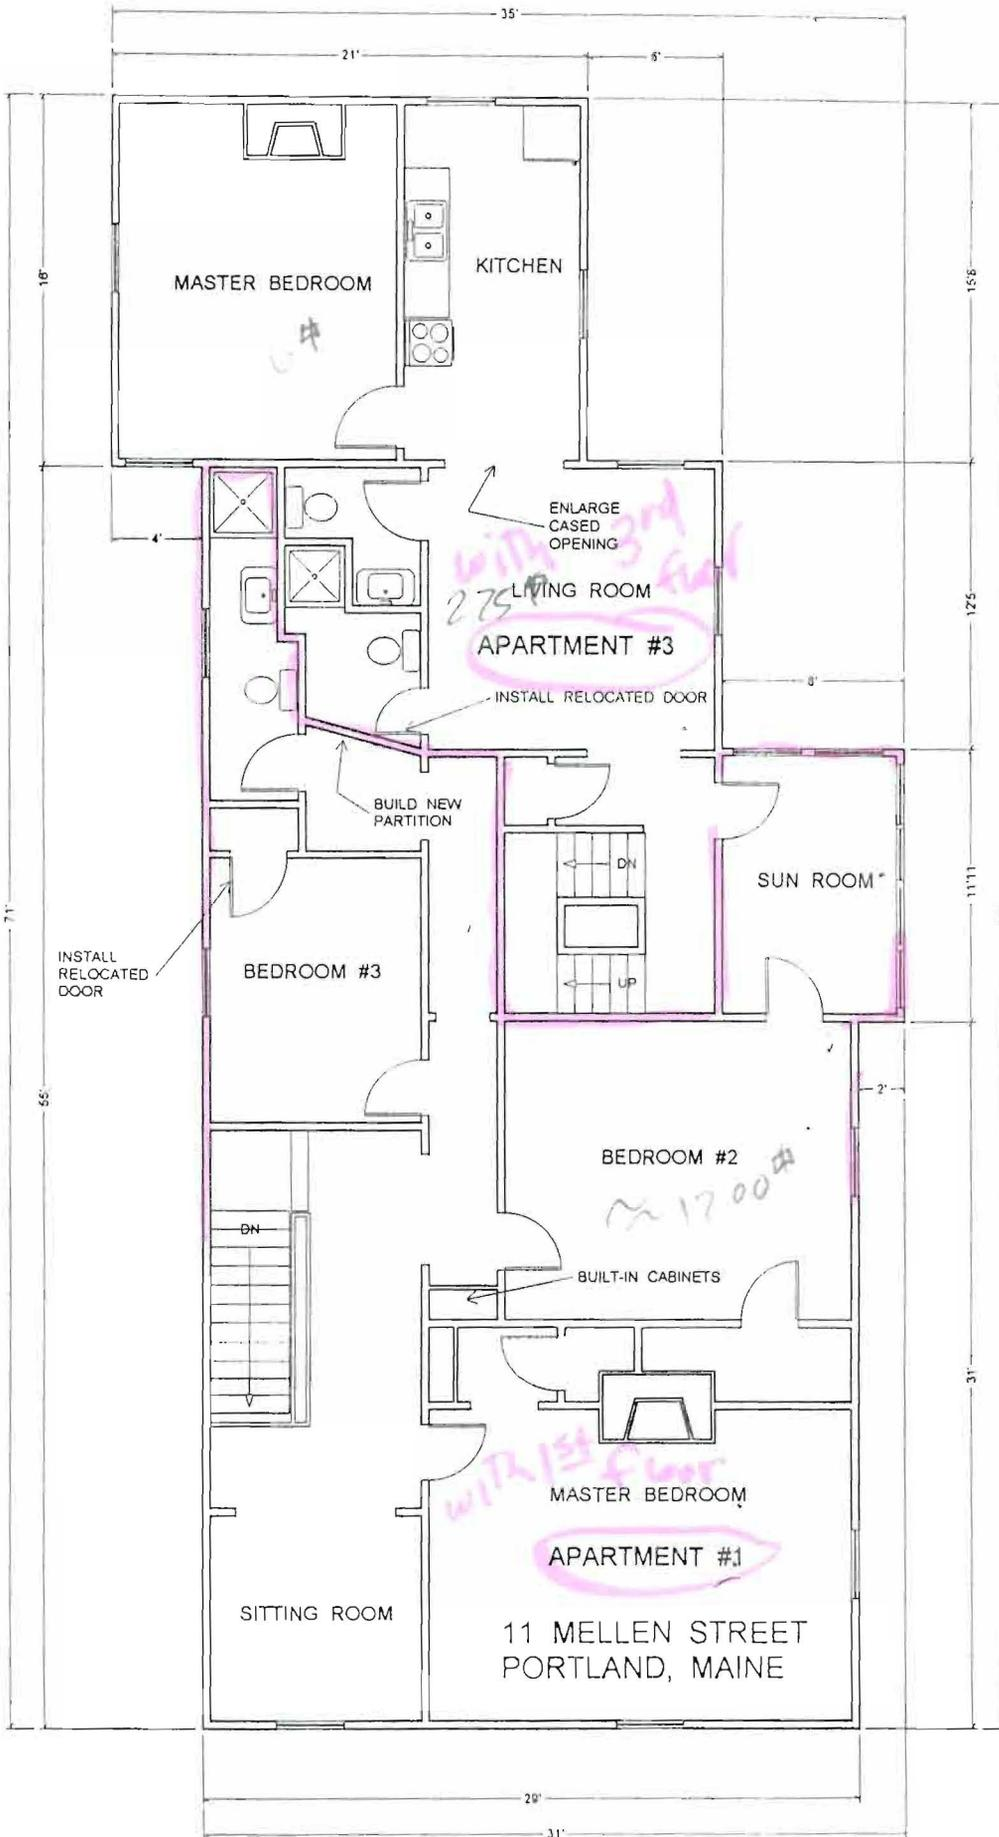 35'
21'
6'
16'
15'8
MASTER BEDROOM
KITCHEN
4'
ENLARGE
CASED
OPENING
with 3rd
floor
275#
LIVING ROOM
APARTMENT #3
12'5
8'
INSTALL RELOCATED DOOR
BUILD NEW
PARTITION
DN
SUN ROOM
11'11
71'
INSTALL
RELOCATED
DOOR
BEDROOM #3
UP
55'
2'
BEDROOM #2
≈ 1700#
DN
BUILT-IN CABINETS
31'
with 1st floor
MASTER BEDROOM
APARTMENT #1
SITTING ROOM
11 MELLEN STREET
PORTLAND, MAINE
29'
31'